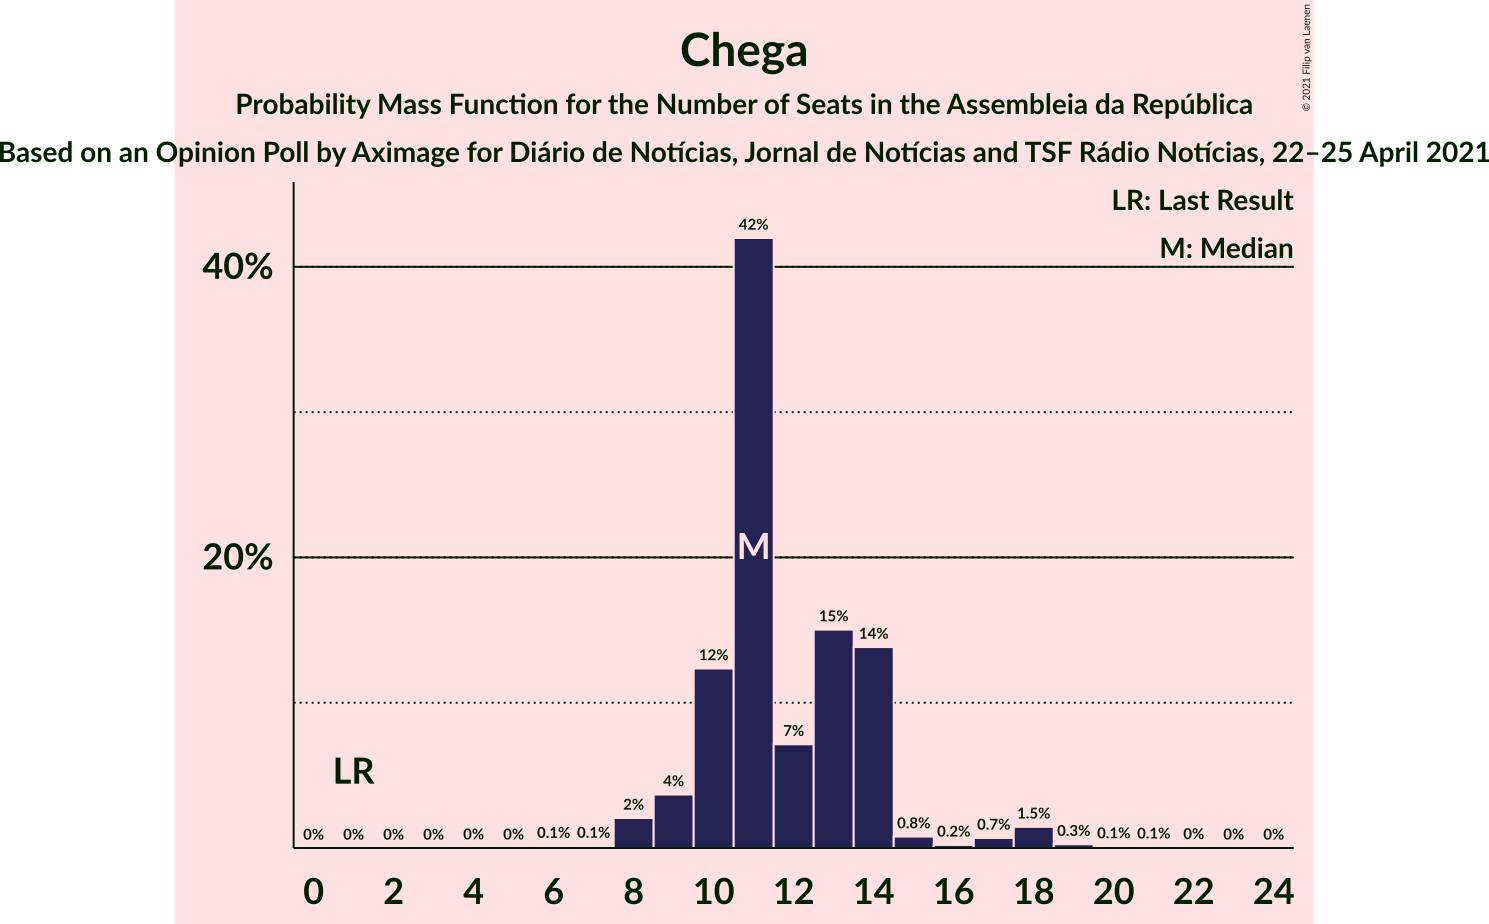 Chega
Probability Mass Function for the Number of Seats in the Assembleia da República
Based on an Opinion Poll by Aximage for Diário de Notícias, Jornal de Notícias and TSF Rádio Notícias, 22–25 April 2021
© 2021 Filip van Laenen
LR: Last Result
M: Median
40%
20%
42%
M
15%
14%
12%
7%
LR
4%
2%
0% 0% 0% 0% 0% 0% 0.1% 0.1% 0.8% 0.2% 0.7% 1.5% 0.3% 0.1% 0.1% 0% 0% 0%
0 2 4 6 8 10 12 14 16 18 20 22 24